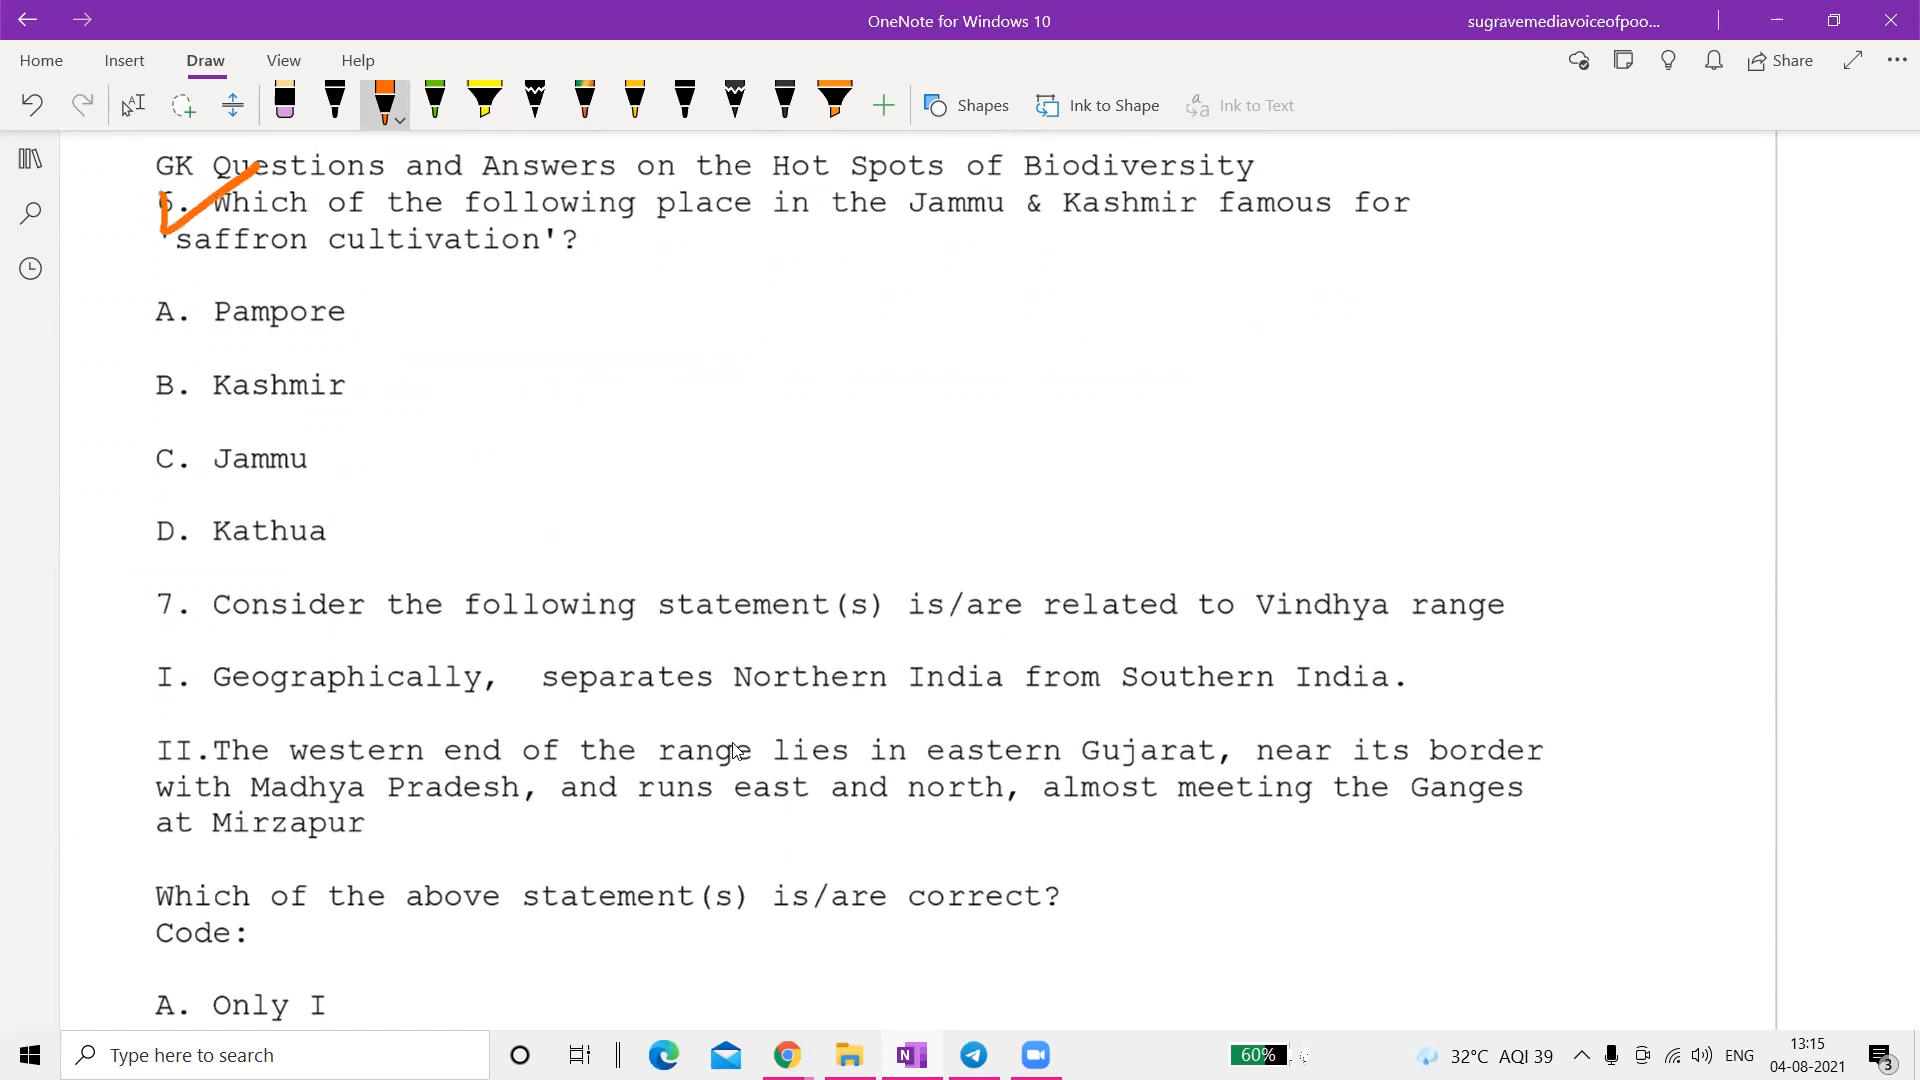 OneNote for Windows 10
sugravemediavoiceofpoo...
Home Insert Draw View Help
Share
Shapes Ink to Shape Ink to Text
GK Questions and Answers on the Hot Spots of Biodiversity
6. Which of the following place in the Jammu & Kashmir famous for
'saffron cultivation'?
A. Pampore
B. Kashmir
C. Jammu
D. Kathua
7. Consider the following statement(s) is/are related to Vindhya range
I. Geographically, separates Northern India from Southern India.
II.The western end of the range lies in eastern Gujarat, near its border
with Madhya Pradesh, and runs east and north, almost meeting the Ganges
at Mirzapur
Which of the above statement(s) is/are correct?
Code:
A. Only I
Type here to search
60%
32°C AQI 39
ENG
13:15
04-08-2021
3